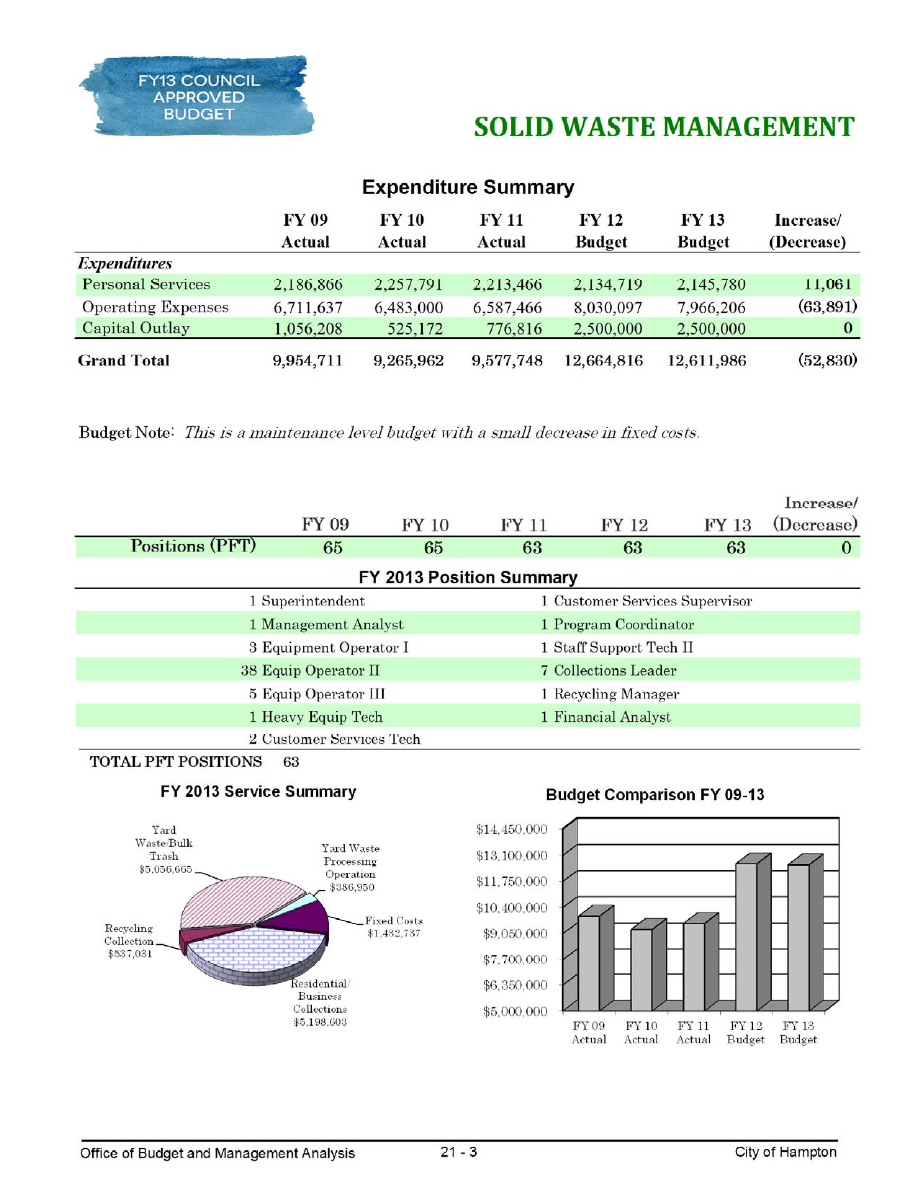 FY13 COUNCIL
APPROVED
BUDGET
SOLID WASTE MANAGEMENT
Expenditure Summary
FY 09 FY 10 FY 11 FY 12 FY 13 Increase/
Actual Actual Actual Budget Budget (Decrease)
Expenditures
Personal Services 2,186,866 2,257,791 2,213,466 2,134,719 2,145,780 11,061
Operating Expenses 6,711,637 6,483,000 6,587,466 8,030,097 7,966,206 (63,891)
Capital Outlay 1,056,208 525,172 776,816 2,500,000 2,500,000 0
Grand Total 9,954,711 9,265,962 9,577,748 12,664,816 12,611,986 (52,830)
Budget Note: This is a maintenance level budget with a small decrease in fixed costs.
Increase/
FY 09 FY 10 FY 11 FY 12 FY 13 (Decrease)
Positions (PFT) 65 65 63 63 63 0
FY 2013 Position Summary
1 Superintendent 1 Customer Services Supervisor
1 Management Analyst 1 Program Coordinator
3 Equipment Operator I 1 Staff Support Tech II
38 Equip Operator II 7 Collections Leader
5 Equip Operator III 1 Recycling Manager
1 Heavy Equip Tech 1 Financial Analyst
2 Customer Services Tech
TOTAL PFT POSITIONS 63
FY 2013 Service Summary
Yard
Waste/Bulk
Trash
$5,056,665
Yard Waste
Processing
Operation
$386,950
Fixed Costs
$1,432,737
Recycling
Collection
$537,031
Residential/
Business
Collections
$5,198,603
Budget Comparison FY 09-13
$14,450,000
$13,100,000
$11,750,000
$10,400,000
$9,050,000
$7,700,000
$6,350,000
$5,000,000
FY 09 FY 10 FY 11 FY 12 FY 13
Actual Actual Actual Budget Budget
Office of Budget and Management Analysis 21 - 3 City of Hampton